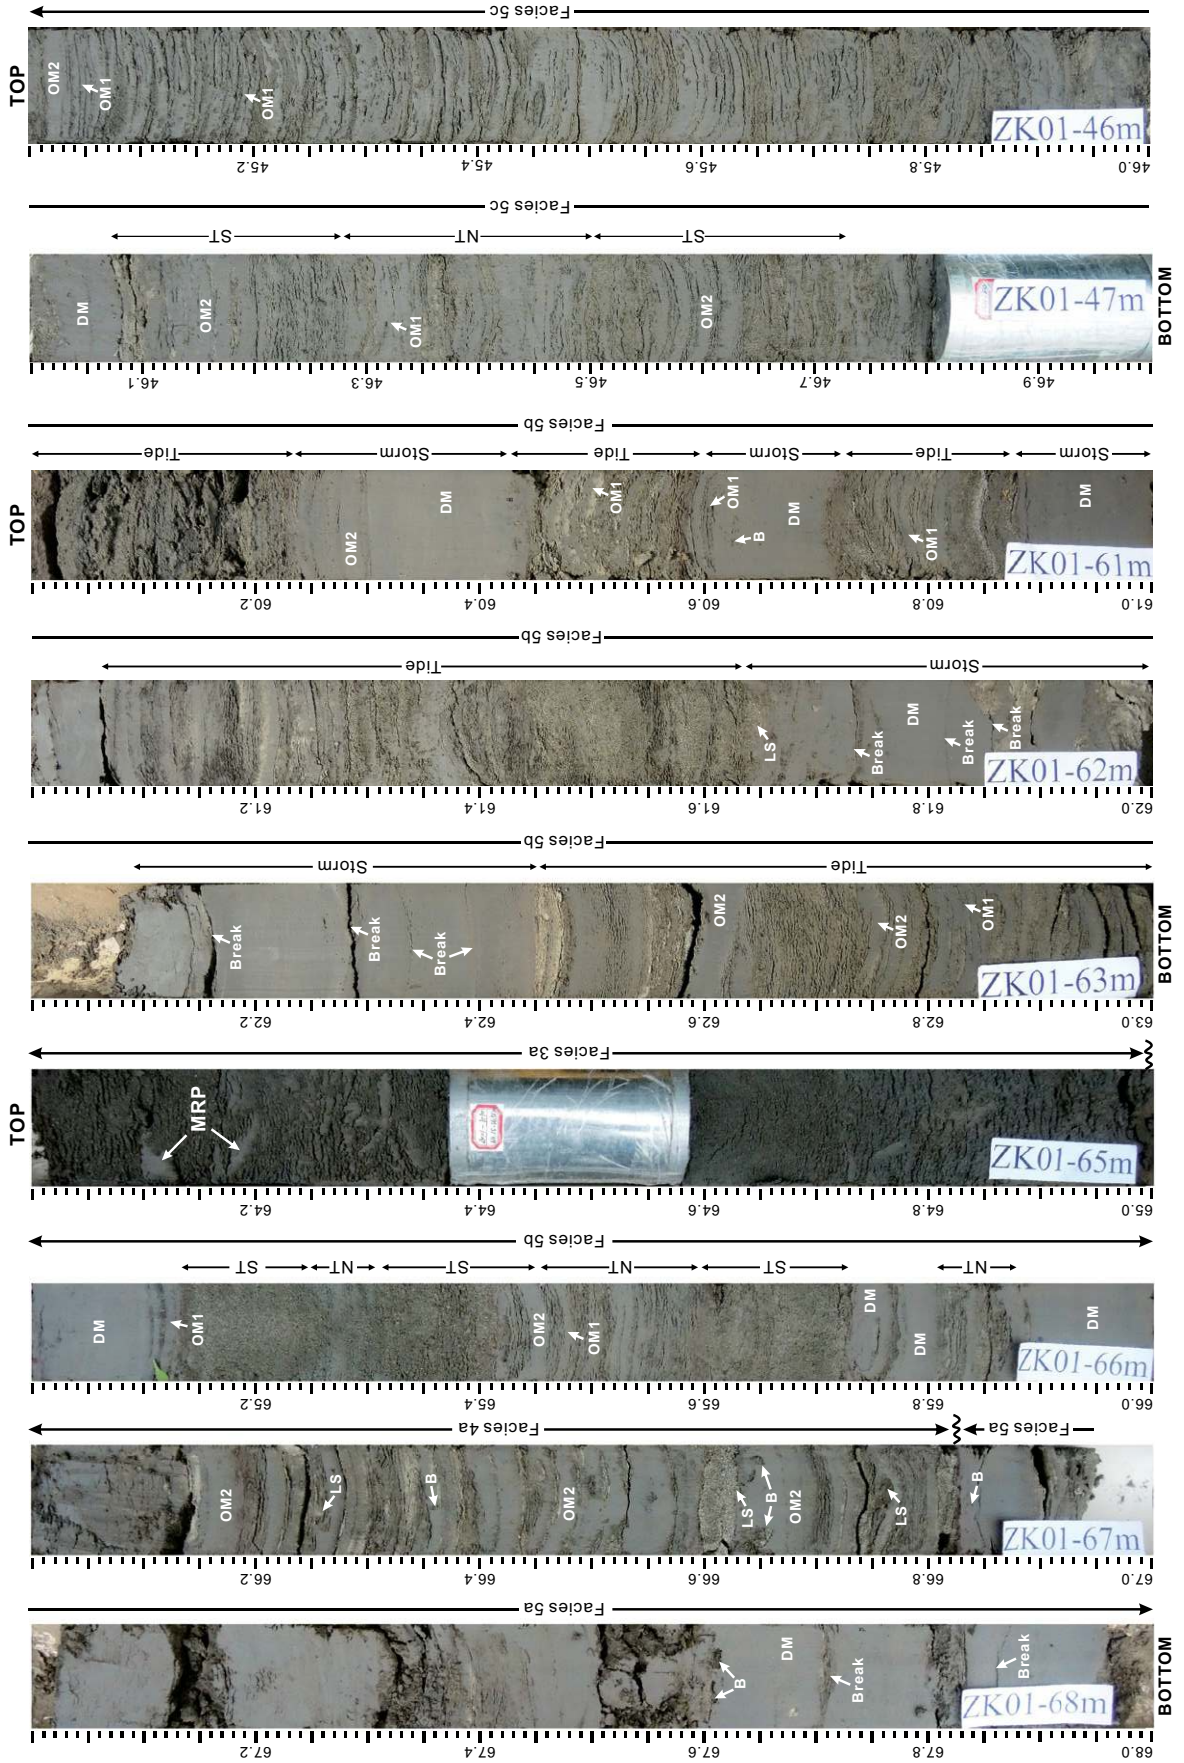 Facies 5c
TOP
OM2
OM1
OM1
ZK01-46m
45.2
45.4
45.6
45.8
46.0
Facies 5c
ST
NT
ST
DM
OM2
OM1
OM2
ZK01-47m
BOTTOM
46.1
46.3
46.5
46.7
46.9
Facies 5b
Tide
Storm
Tide
Storm
Tide
Storm
TOP
OM2
DM
OM1
OM1
B
DM
OM1
DM
ZK01-61m
60.2
60.4
60.6
60.8
61.0
Facies 5b
Tide
Storm
LS
Break
DM
Break
Break
ZK01-62m
61.2
61.4
61.6
61.8
62.0
Facies 5b
Storm
Tide
Break
Break
Break
OM2
OM2
OM1
ZK01-63m
BOTTOM
62.2
62.4
62.6
62.8
63.0
Facies 3a
TOP
MRP
ZK01-65m
64.2
64.4
64.6
64.8
65.0
Facies 5b
ST
NT
ST
NT
ST
NT
DM
OM1
OM2
OM1
DM
DM
DM
ZK01-66m
65.2
65.4
65.6
65.8
66.0
Facies 4a
Facies 5a
OM2
LS
B
OM2
LS
B
OM2
LS
B
ZK01-67m
66.2
66.4
66.6
66.8
67.0
Facies 5a
B
DM
Break
Break
ZK01-68m
BOTTOM
67.2
67.4
67.6
67.8
68.0